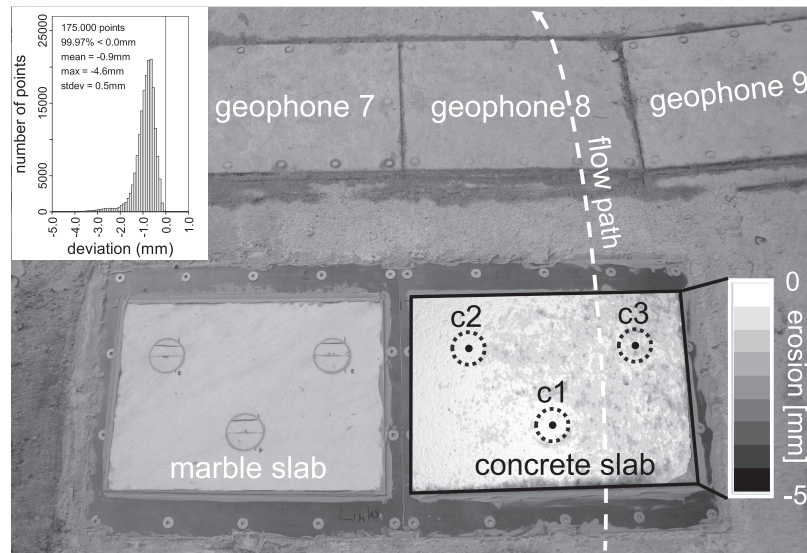 175.000 points
99.97% < 0.0mm
mean = -0.9mm
max = -4.6mm
stdev = 0.5mm
number of points
25000
15000
5000
0
-5.0
-4.0
-3.0
-2.0
-1.0
0.0
1.0
deviation (mm)
geophone 7
geophone 8
geophone 9
flow path
c2
c3
c1
marble slab
concrete slab
0
erosion [mm]
-5